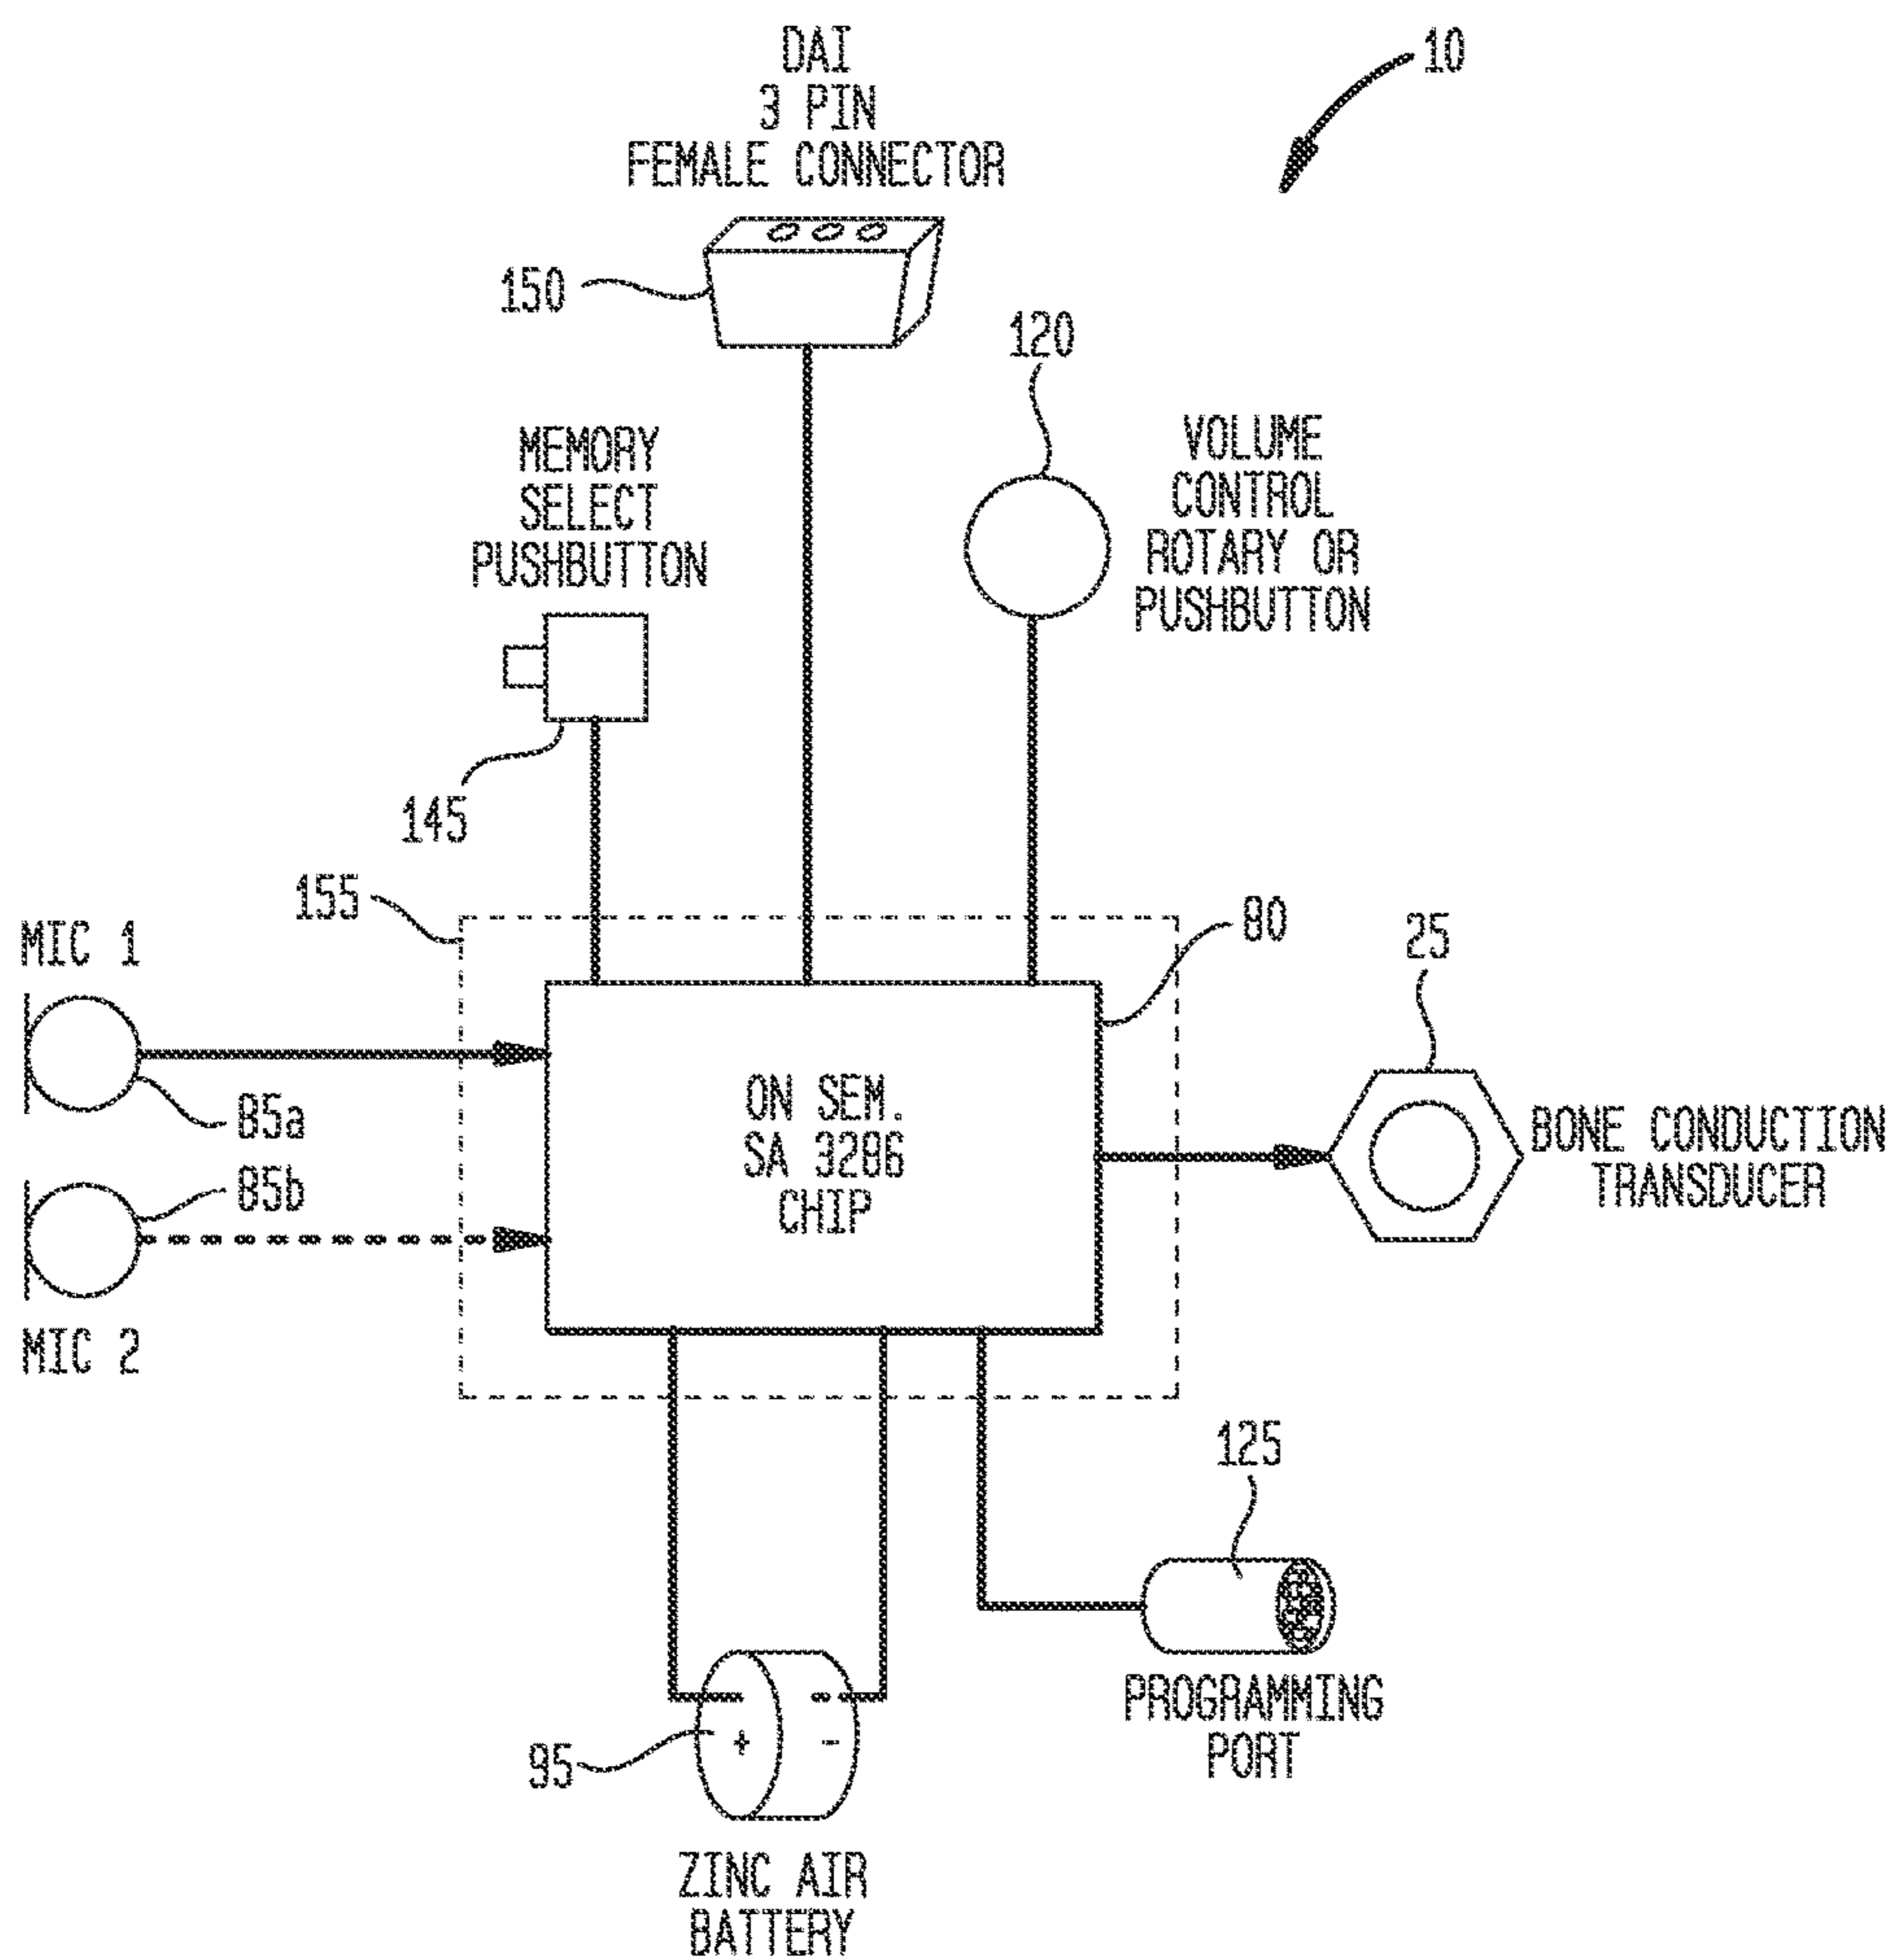 DAI
3 PIN
FEMALE CONNECTOR
10
150
120
MEMORY
SELECT
PUSHBUTTON
VOLUME
CONTROL
ROTARY OR
PUSHBUTTON
145
155
80
25
MIC 1
85a
85b
MIC 2
ON SEM.
SA 3286
CHIP
BONE CONDUCTION
TRANSDUCER
125
PROGRAMMING
PORT
95
+ -
ZINC AIR
BATTERY